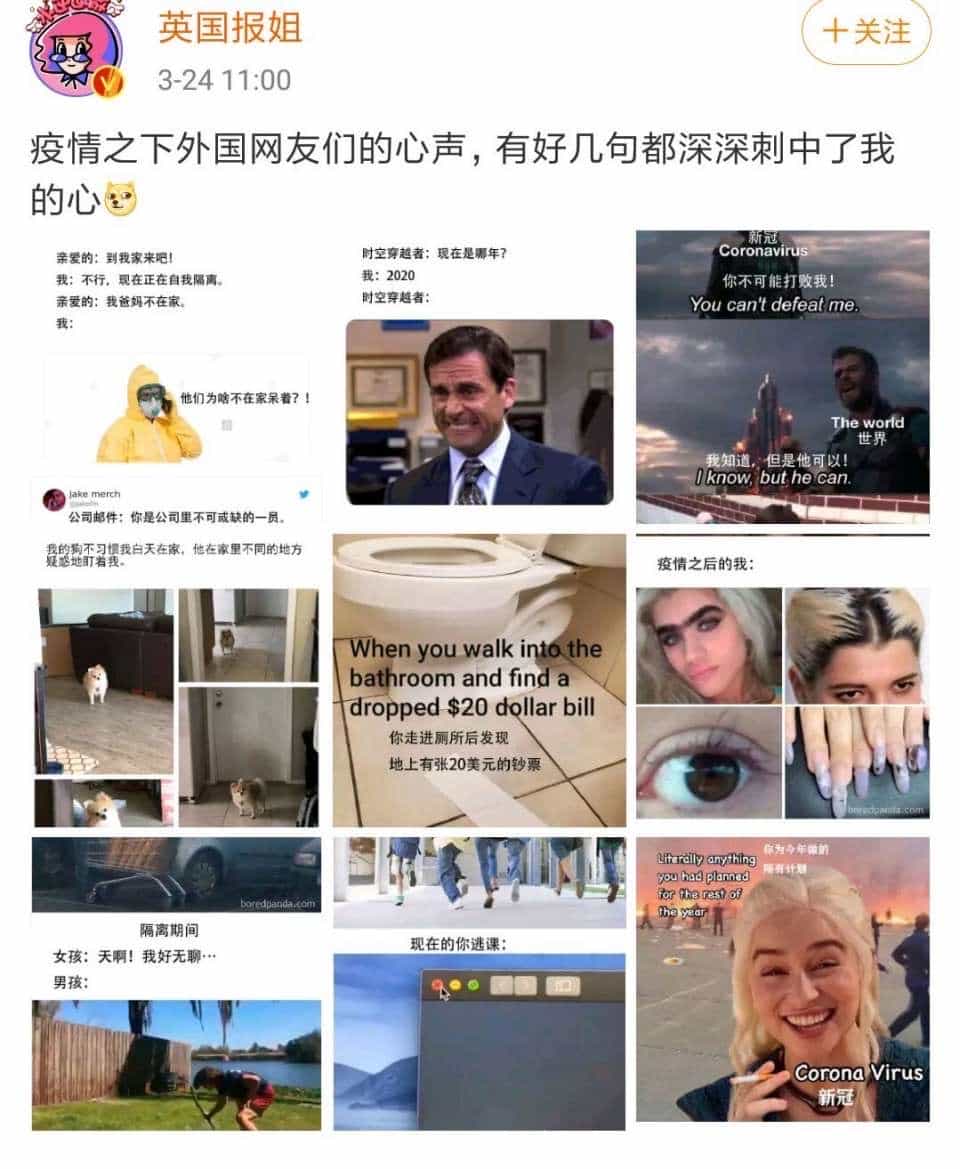 英国报姐
十关注
3-24 11:00
疫情之下外国网友们的心声，有好几句都深深刺中了我
的心
亲爱的：到我家来吧！
我：不行，现在正在自我隔离。
亲爱的：我爸妈不在家。
我：
他们为啥不在家呆着？！
时空穿越者：现在是哪年？
我：2020
时空穿越者：
新冠
Coronavirus
你不可能打败我！
You can't defeat me.
The world
世界
我知道，但是他可以！
I know, but he can.
Jake merch
公司邮件：你是公司里不可或缺的一员。
我的狗不习惯我白天在家，他在家里不同的地方
疑惑地盯着我。
When you walk into the
bathroom and find a
dropped $20 dollar bill
你走进厕所后发现
地上有张20美元的钞票
疫情之后的我：
boredpanda.com
boredpanda.com
隔离期间
女孩：天啊！我好无聊…
男孩：
现在的你逃课：
Literally anything
you had planned
for the rest of
the year
你为今年做的
所有计划
Corona Virus
新冠